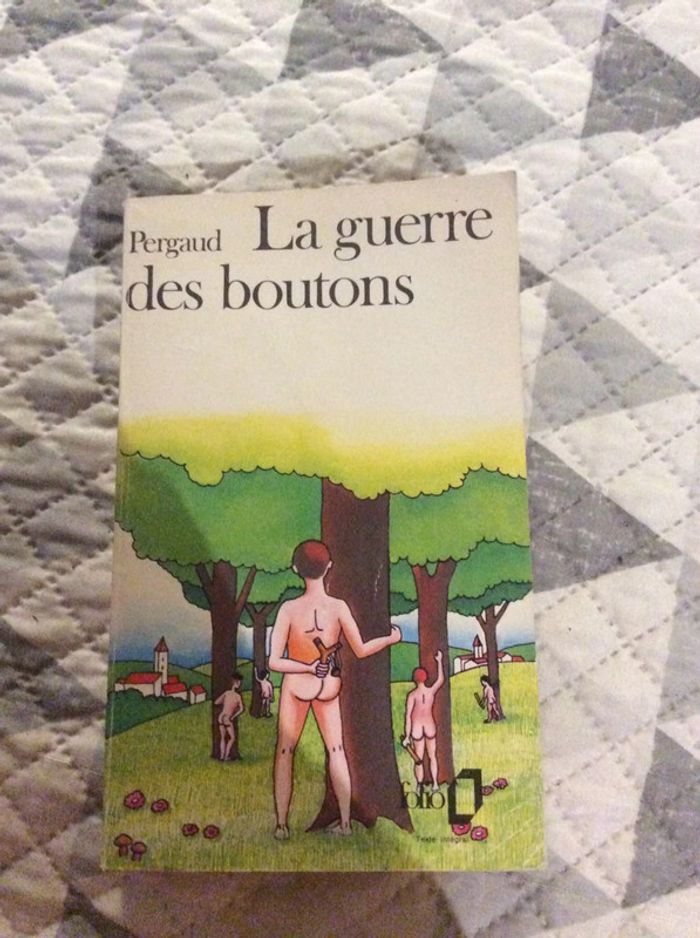 Pergaud La guerre
des boutons
folio
Texte intégral